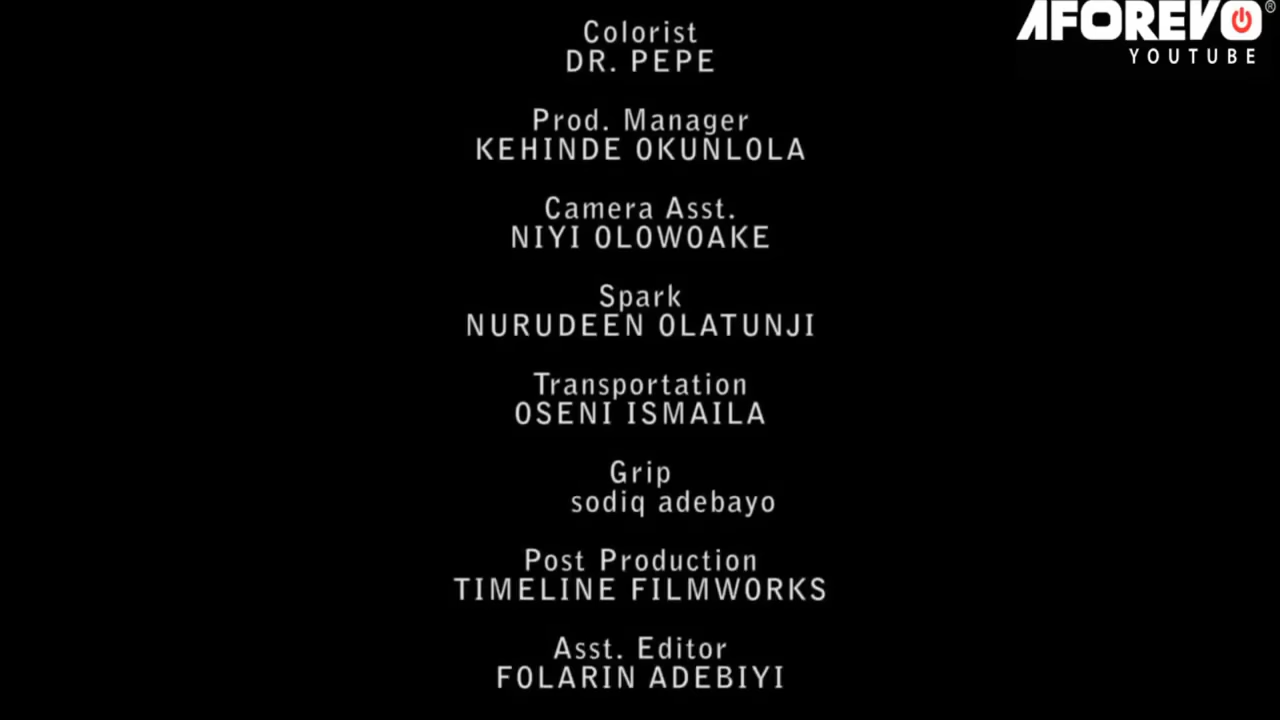 AFOREVO®
YOUTUBE
Colorist
DR. PEPE
Prod. Manager
KEHINDE OKUNLOLA
Camera Asst.
NIYI OLOWOAKE
Spark
NURUDEEN OLATUNJI
Transportation
OSENI ISMAILA
Grip
sodiq adebayo
Post Production
TIMELINE FILMWORKS
Asst. Editor
FOLARIN ADEBIYI